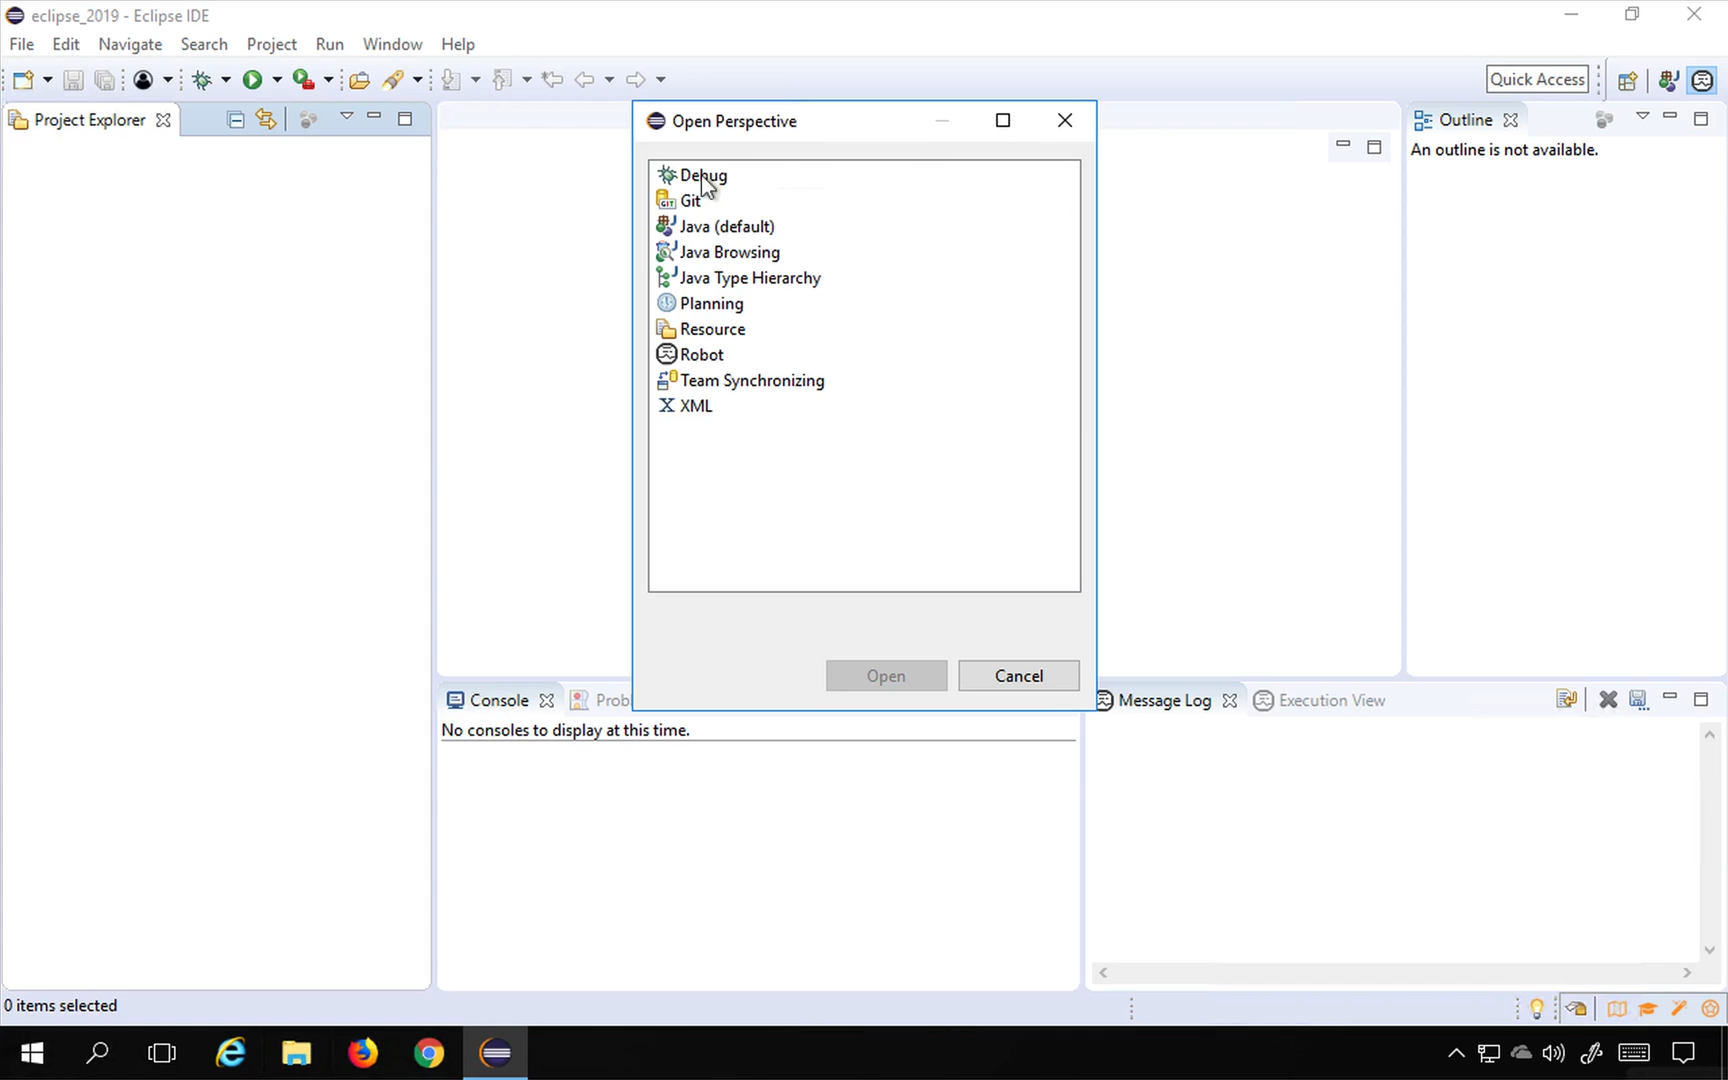 eclipse_2019 - Eclipse IDE
File Edit Navigate Search Project Run Window Help
Quick Access
Project Explorer
Open Perspective
Outline
An outline is not available.
Debug
Git
GIT
Java (default)
Java Browsing
Java Type Hierarchy
Planning
Resource
Robot
Team Synchronizing
XML
Open Cancel
Console Prob Message Log Execution View
No consoles to display at this time.
0 items selected